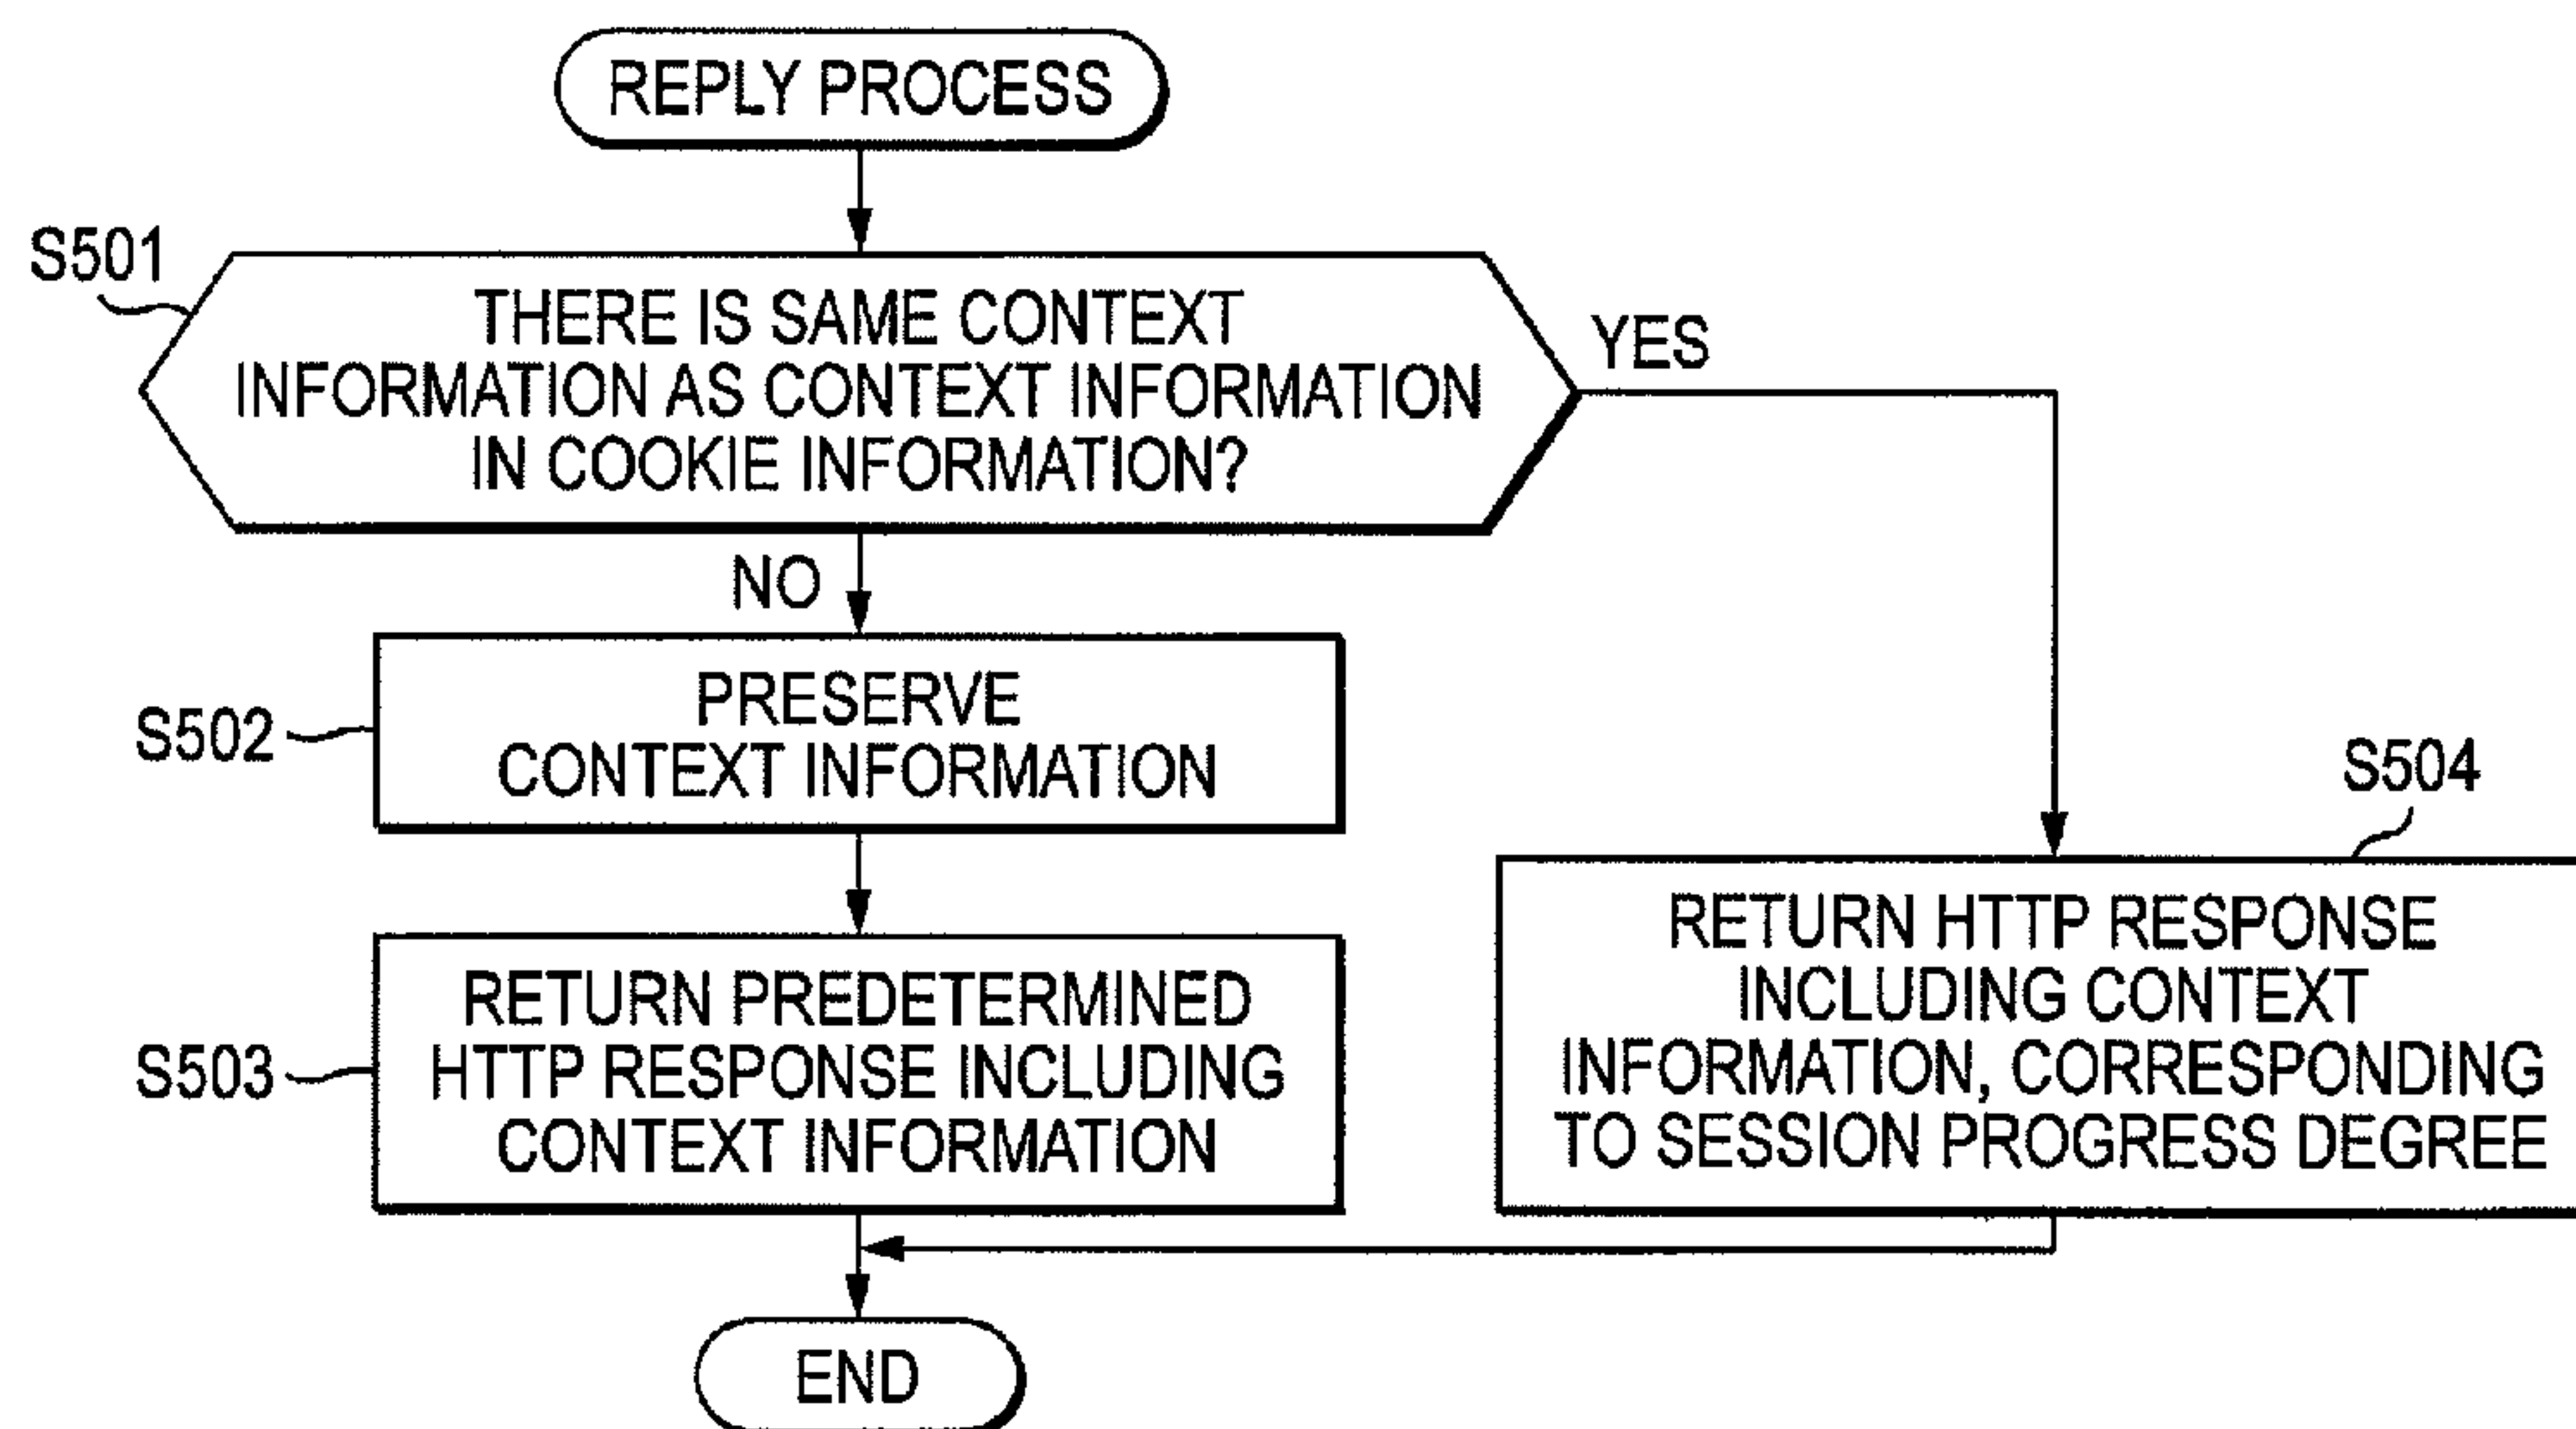 REPLY PROCESS
S501
THERE IS SAME CONTEXT
INFORMATION AS CONTEXT INFORMATION
IN COOKIE INFORMATION?
YES
NO
S502
PRESERVE
CONTEXT INFORMATION
S503
RETURN PREDETERMINED
HTTP RESPONSE INCLUDING
CONTEXT INFORMATION
S504
RETURN HTTP RESPONSE
INCLUDING CONTEXT
INFORMATION, CORRESPONDING
TO SESSION PROGRESS DEGREE
END